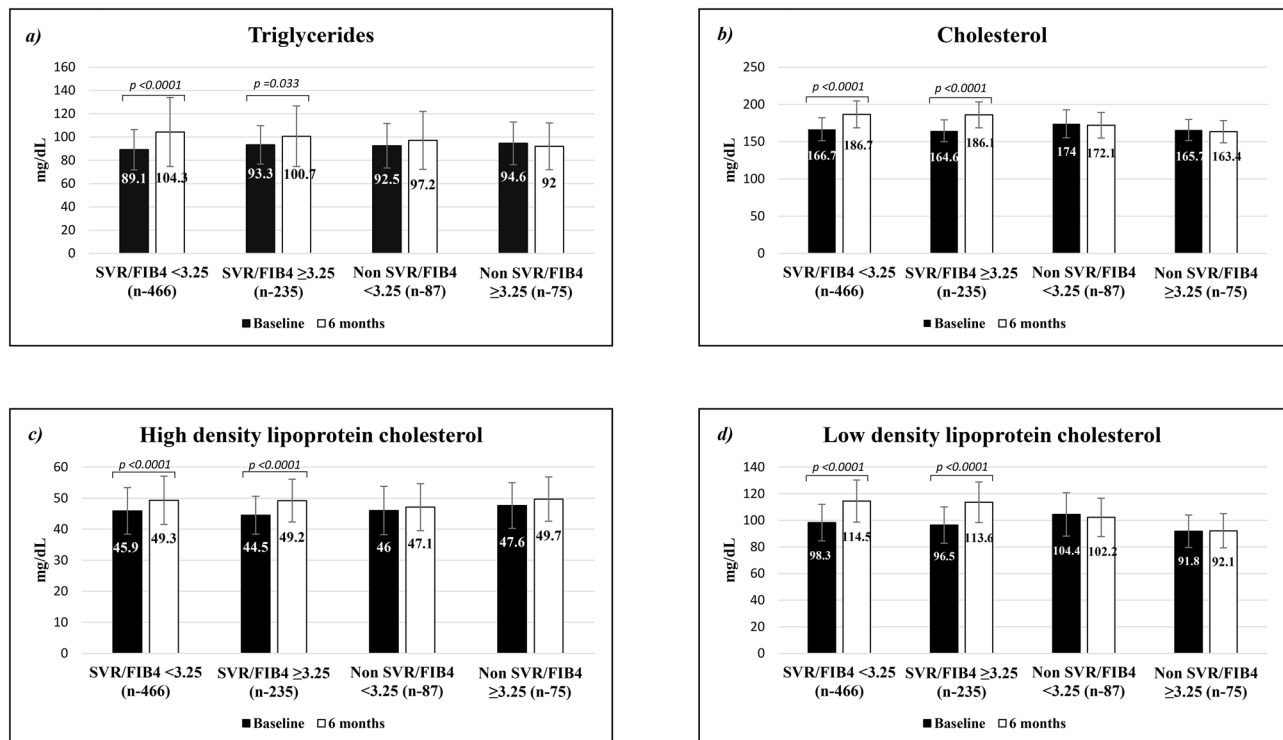 a)
Triglycerides
mg/dL
160
140
120
100
80
60
40
20
0
p <0.0001
p =0.033
89.1 104.3 93.3 100.7 92.5 97.2 94.6 92
SVR/FIB4 <3.25 (n-466)
SVR/FIB4 ≥3.25 (n-235)
Non SVR/FIB4 <3.25 (n-87)
Non SVR/FIB4 ≥3.25 (n-75)
Baseline 6 months
b)
Cholesterol
mg/dL
250
200
150
100
50
0
p <0.0001
p <0.0001
166.7 186.7 164.6 186.1 174 172.1 165.7 163.4
SVR/FIB4 <3.25 (n-466)
SVR/FIB4 ≥3.25 (n-235)
Non SVR/FIB4 <3.25 (n-87)
Non SVR/FIB4 ≥3.25 (n-75)
Baseline 6 months
c)
High density lipoprotein cholesterol
mg/dL
60
50
40
30
20
10
0
p <0.0001
p <0.0001
45.9 49.3 44.5 49.2 46 47.1 47.6 49.7
SVR/FIB4 <3.25 (n-466)
SVR/FIB4 ≥3.25 (n-235)
Non SVR/FIB4 <3.25 (n-87)
Non SVR/FIB4 ≥3.25 (n-75)
Baseline 6 months
d)
Low density lipoprotein cholesterol
mg/dL
140
120
100
80
60
40
20
0
p <0.0001
p <0.0001
98.3 114.5 96.5 113.6 104.4 102.2 91.8 92.1
SVR/FIB4 <3.25 (n-466)
SVR/FIB4 ≥3.25 (n-235)
Non SVR/FIB4 <3.25 (n-87)
Non SVR/FIB4 ≥3.25 (n-75)
Baseline 6 months